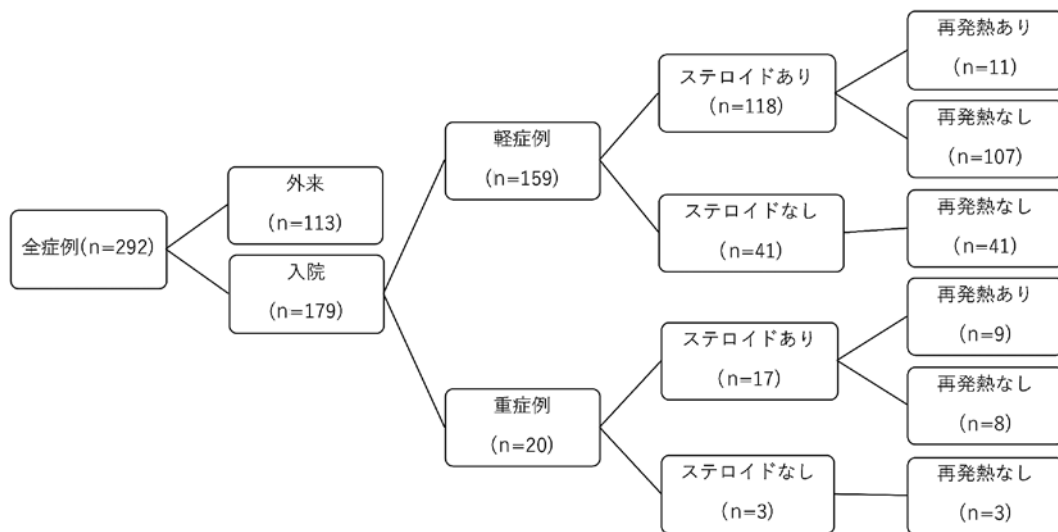 全症例(n=292)
外来
(n=113)
入院
(n=179)
軽症例
(n=159)
重症例
(n=20)
ステロイドあり
(n=118)
ステロイドなし
(n=41)
ステロイドあり
(n=17)
ステロイドなし
(n=3)
再発熱あり
(n=11)
再発熱なし
(n=107)
再発熱なし
(n=41)
再発熱あり
(n=9)
再発熱なし
(n=8)
再発熱なし
(n=3)